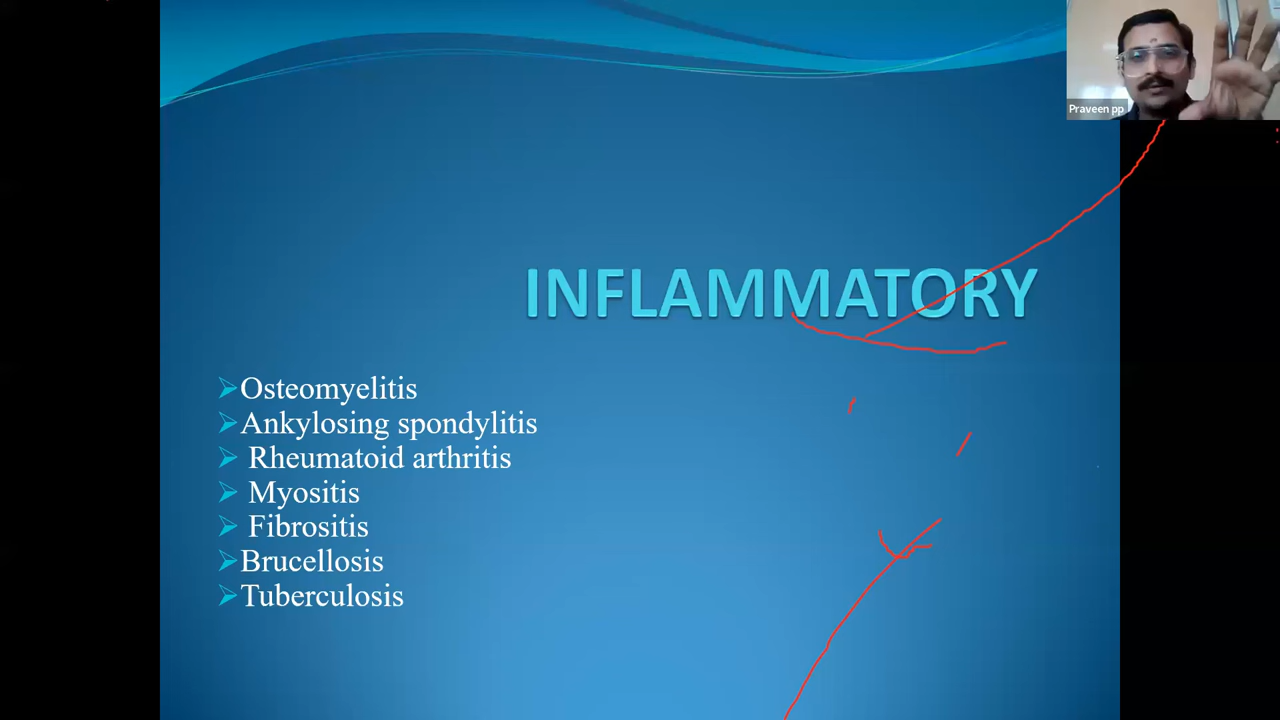 Praveen pp
INFLAMMATORY
➢Osteomyelitis
➢Ankylosing spondylitis
➢ Rheumatoid arthritis
➢ Myositis
➢ Fibrositis
➢Brucellosis
➢Tuberculosis